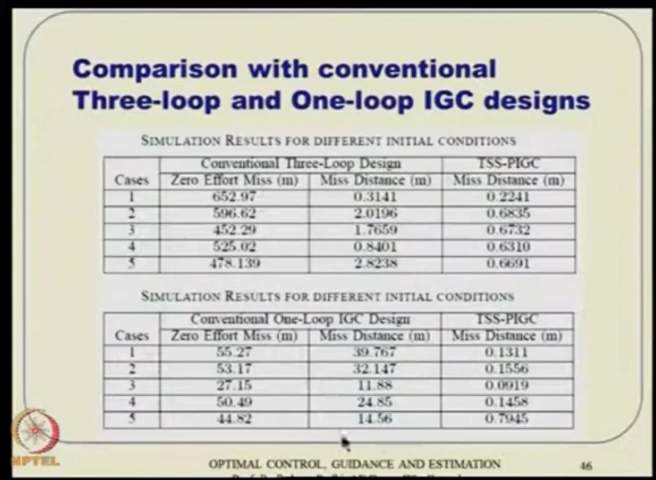 Comparison with conventional
Three-loop and One-loop IGC designs
SIMULATION RESULTS FOR DIFFERENT INITIAL CONDITIONS
Conventional Three-Loop Design TSS-PIGC
Cases Zero Effort Miss (m) Miss Distance (m) Miss Distance (m)
1 652.97 0.3141 0.2241
2 596.62 2.0196 0.6835
3 452.29 1.7659 0.6732
4 525.02 0.8401 0.6310
5 478.139 2.8238 0.6691
SIMULATION RESULTS FOR DIFFERENT INITIAL CONDITIONS
Conventional One-Loop IGC Design TSS-PIGC
Cases Zero Effort Miss (m) Miss Distance (m) Miss Distance (m)
1 55.27 39.767 0.1311
2 53.17 32.147 0.1556
3 27.15 11.88 0.0919
4 50.49 24.85 0.1458
5 44.82 14.56 0.7945
NPTEL
OPTIMAL CONTROL, GUIDANCE AND ESTIMATION 46